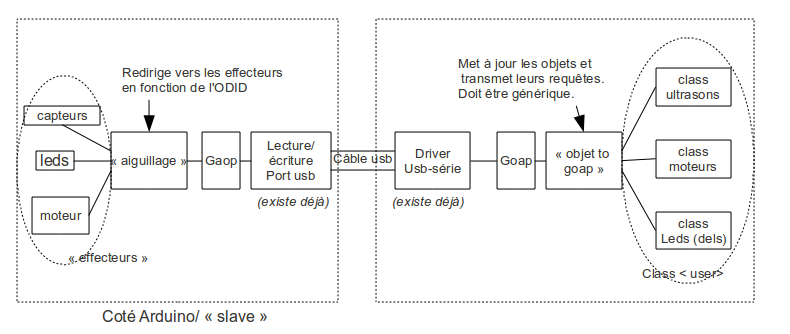 Redirige vers les effecteurs
en fonction de l'ODID
capteurs
leds
moteur
« effecteurs »
« aiguillage »
Gaop
Lecture/
écriture
Port usb
(existe déjà)
Câble usb
Driver
Usb-série
(existe déjà)
Goap
Met à jour les objets et
transmet leurs requêtes.
Doit être générique.
« objet to
goap »
class
ultrasons
class
moteurs
class
Leds (dels)
Class < user>
Coté Arduino/ « slave »